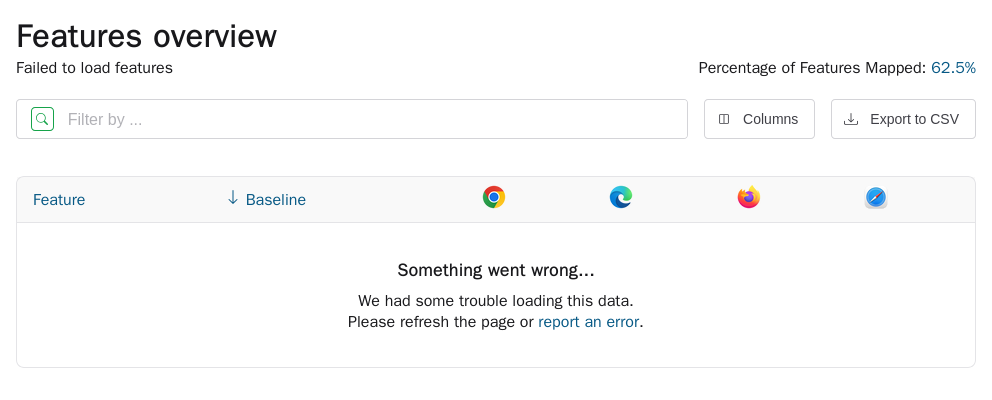 Features overview
Failed to load features
Percentage of Features Mapped: 62.5%
Filter by ...
Columns
Export to CSV
Feature
Baseline
Something went wrong...
We had some trouble loading this data.
Please refresh the page or report an error.